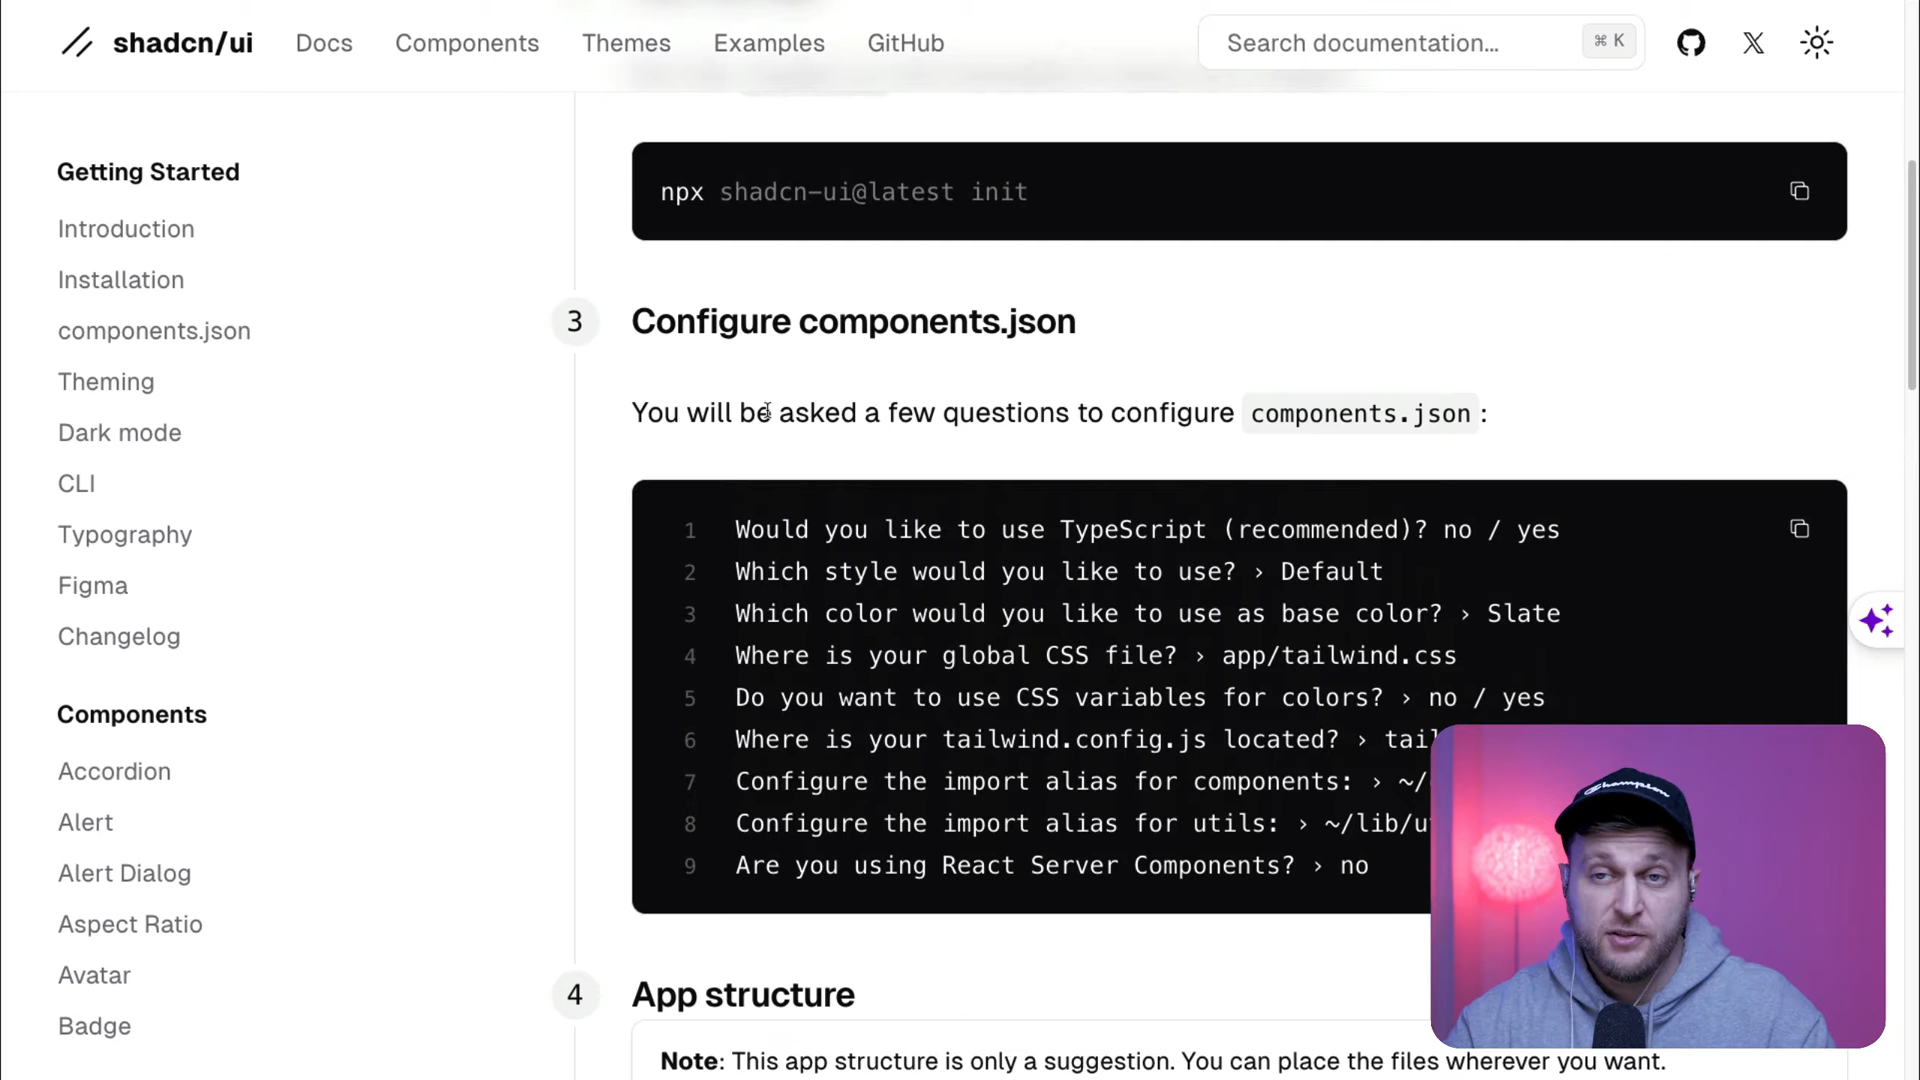 shadcn/ui
Docs
Components
Themes
Examples
GitHub
Search documentation...
⌘ K
Getting Started
Introduction
Installation
components.json
Theming
Dark mode
CLI
Typography
Figma
Changelog
Components
Accordion
Alert
Alert Dialog
Aspect Ratio
Avatar
Badge
npx shadcn-ui@latest init
3
Configure components.json
You will be asked a few questions to configure components.json:
1 Would you like to use TypeScript (recommended)? no / yes
2 Which style would you like to use? › Default
3 Which color would you like to use as base color? › Slate
4 Where is your global CSS file? › app/tailwind.css
5 Do you want to use CSS variables for colors? › no / yes
6 Where is your tailwind.config.js located? › tail
7 Configure the import alias for components: › ~/
8 Configure the import alias for utils: › ~/lib/u
9 Are you using React Server Components? › no
4
App structure
Note: This app structure is only a suggestion. You can place the files wherever you want.
Champion